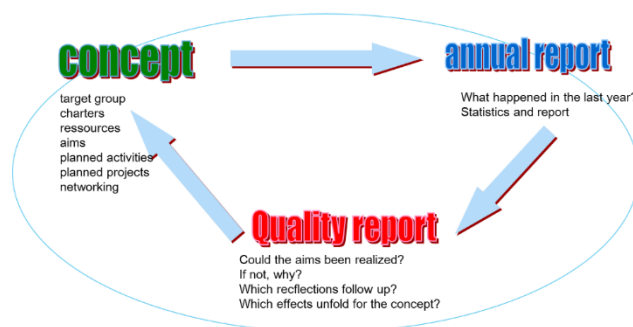 concept
annual report
target group
charters
ressources
aims
planned activities
planned projects
networking
What happened in the last year?
Statistics and report
Quality report
Could the aims been realized?
If not, why?
Which recflections follow up?
Which effects unfold for the concept?